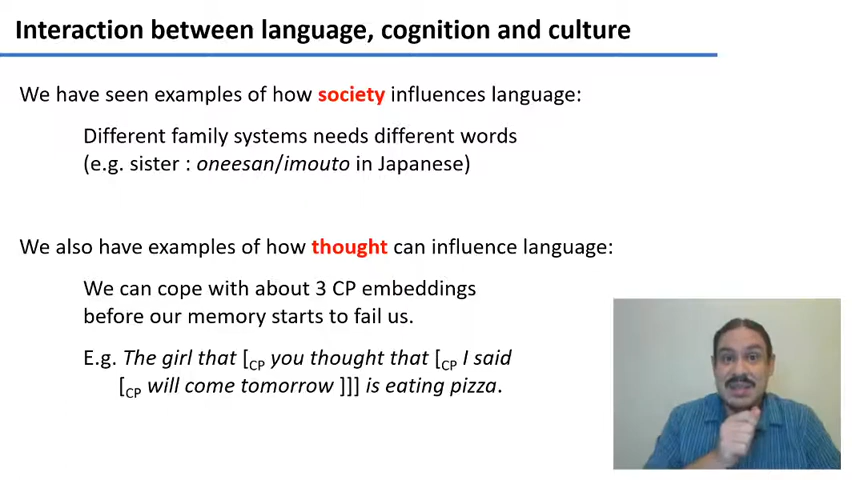 Interaction between language, cognition and culture
We have seen examples of how society influences language:
Different family systems needs different words
(e.g. sister : oneesan/imouto in Japanese)
We also have examples of how thought can influence language:
We can cope with about 3 CP embeddings
before our memory starts to fail us.
E.g. The girl that [CP you thought that [CP I said
[CP will come tomorrow ]]] is eating pizza.